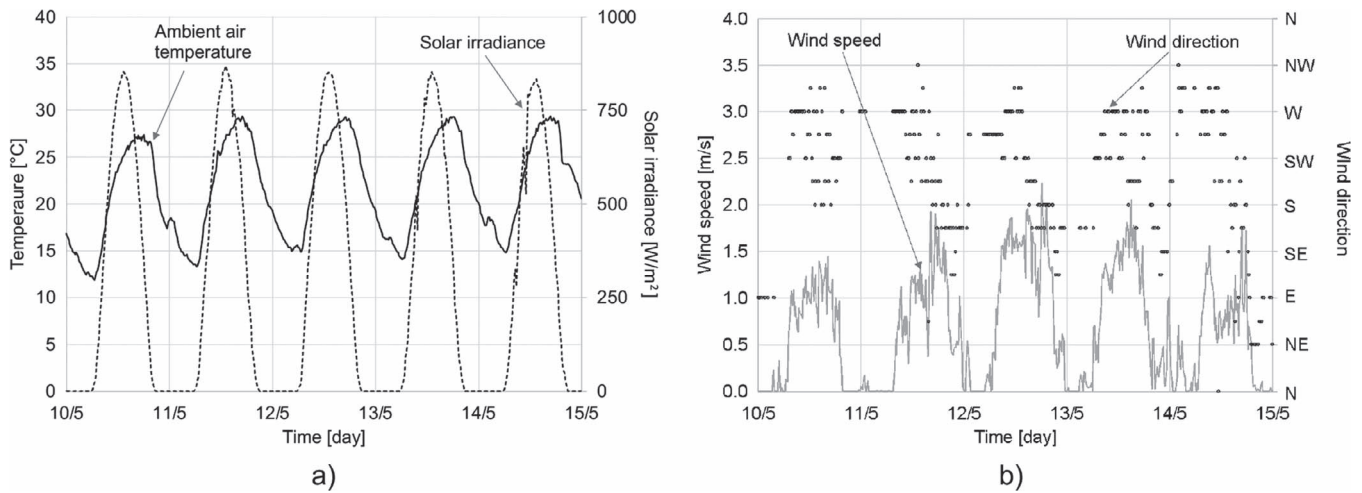 40
35
30
25
20
15
10
5
0
Temperaure [°C]
Ambient air
temperature
Solar irradiance
1000
750
500
250
0
Solar irradiance [W/m²]
10/5 11/5 12/5 13/5 14/5 15/5
Time [day]
a)
4.0
3.5
3.0
2.5
2.0
1.5
1.0
0.5
0.0
Wind speed [m/s]
Wind speed
Wind direction
N
NW
W
SW
S
SE
E
NE
N
WInd direction
10/5 11/5 12/5 13/5 14/5 15/5
Time [day]
b)